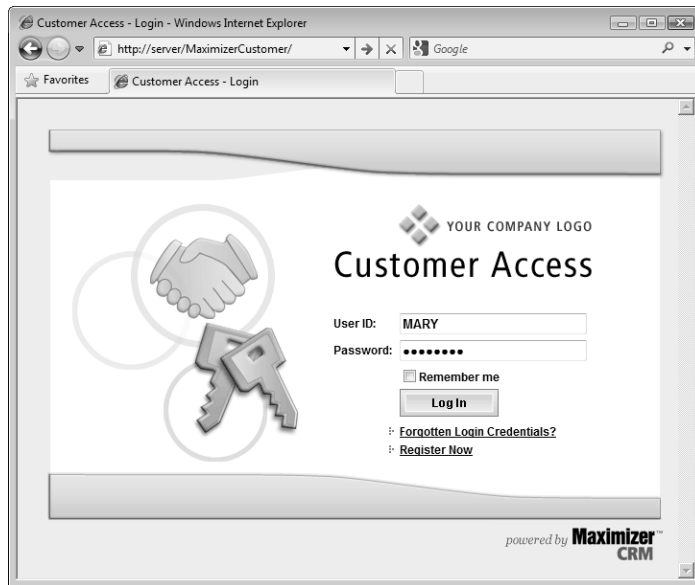 Customer Access - Login - Windows Internet Explorer
http://server/MaximizerCustomer/
Google
Favorites
Customer Access - Login
YOUR COMPANY LOGO
Customer Access
User ID: MARY
Password: ●●●●●●●●
Remember me
Log In
Forgotten Login Credentials?
Register Now
powered by Maximizer™
CRM